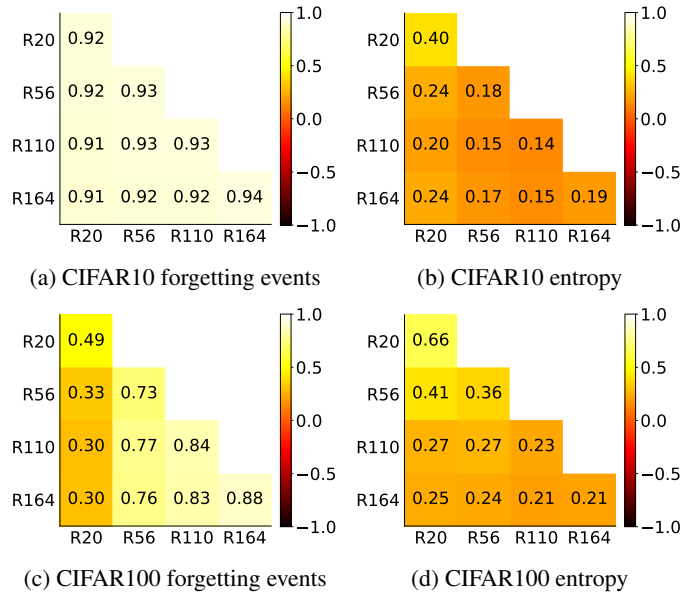 R20 0.92 1.0
R56 0.92 0.93 0.5
R110 0.91 0.93 0.93 0.0
R164 0.91 0.92 0.92 0.94 −0.5
−1.0
R20 R56 R110 R164
(a) CIFAR10 forgetting events
R20 0.40 1.0
R56 0.24 0.18 0.5
R110 0.20 0.15 0.14 0.0
R164 0.24 0.17 0.15 0.19 −0.5
−1.0
R20 R56 R110 R164
(b) CIFAR10 entropy
R20 0.49 1.0
R56 0.33 0.73 0.5
R110 0.30 0.77 0.84 0.0
R164 0.30 0.76 0.83 0.88 −0.5
−1.0
R20 R56 R110 R164
(c) CIFAR100 forgetting events
R20 0.66 1.0
R56 0.41 0.36 0.5
R110 0.27 0.27 0.23 0.0
R164 0.25 0.24 0.21 0.21 −0.5
−1.0
R20 R56 R110 R164
(d) CIFAR100 entropy